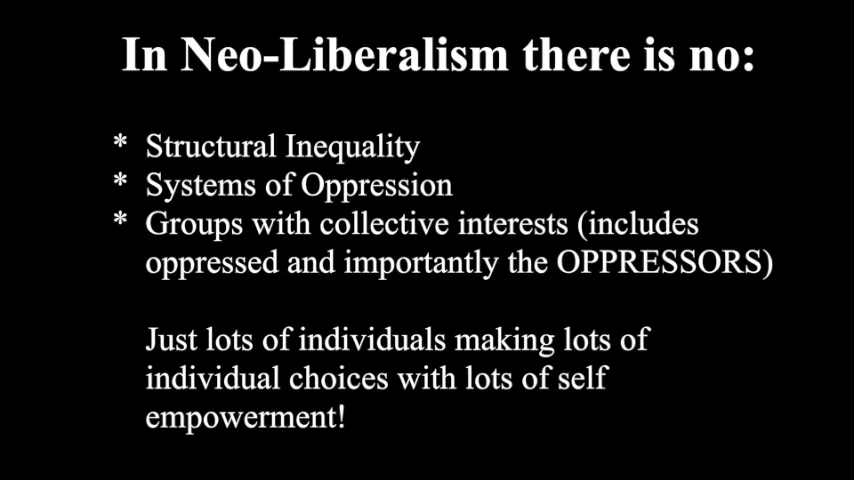 In Neo-Liberalism there is no:
* Structural Inequality
* Systems of Oppression
* Groups with collective interests (includes
oppressed and importantly the OPPRESSORS)
Just lots of individuals making lots of
individual choices with lots of self
empowerment!